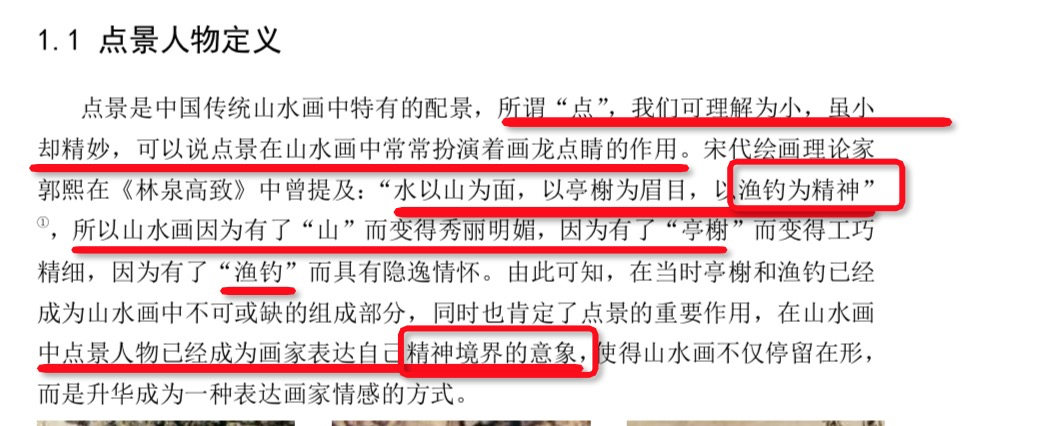 1.1 点景人物定义
点景是中国传统山水画中特有的配景，所谓“点”，我们可理解为小，虽小
却精妙，可以说点景在山水画中常常扮演着画龙点睛的作用。宋代绘画理论家
郭熙在《林泉高致》中曾提及：“水以山为面，以亭榭为眉目，以渔钓为精神”
①，所以山水画因为有了“山”而变得秀丽明媚，因为有了“亭榭”而变得工巧
精细，因为有了“渔钓”而具有隐逸情怀。由此可知，在当时亭榭和渔钓已经
成为山水画中不可或缺的组成部分，同时也肯定了点景的重要作用，在山水画
中点景人物已经成为画家表达自己精神境界的意象，使得山水画不仅停留在形，
而是升华成为一种表达画家情感的方式。